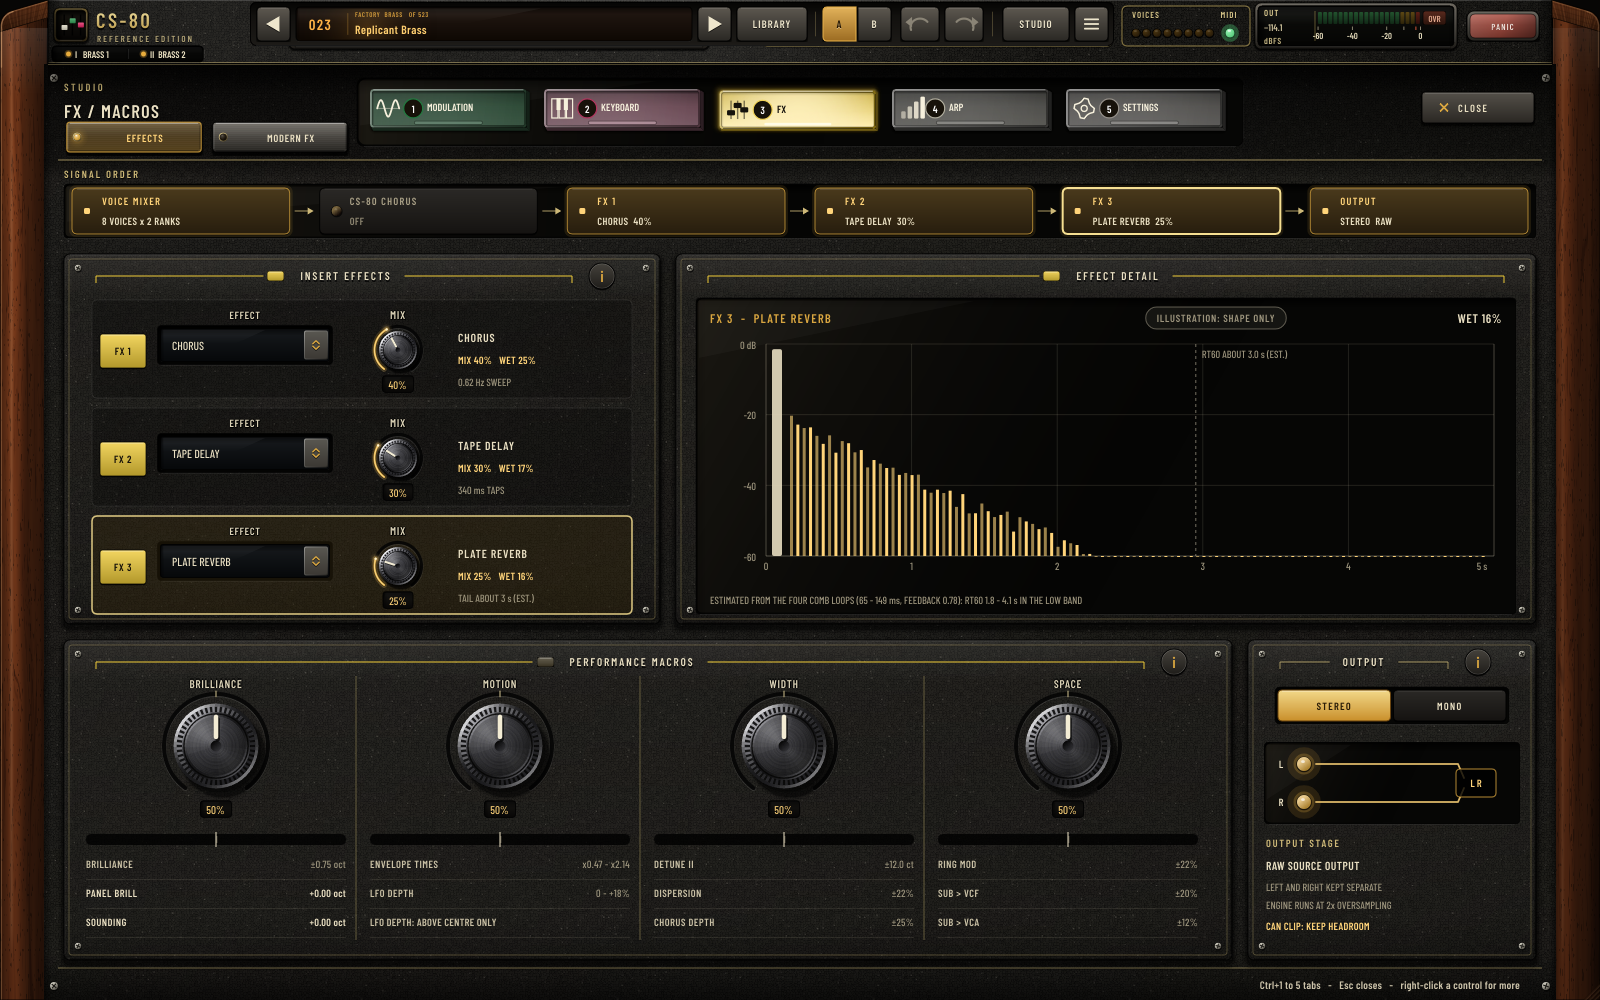 CS-80
REFERENCE EDITION
I BRASS 1
II BRASS 2
023
FACTORY BRASS OF 523
Replicant Brass
LIBRARY
A
B
STUDIO
VOICES
MIDI
OUT
-114.1
dBFS
-60 -40 -20 0
OVR
PANIC
STUDIO
FX / MACROS
EFFECTS
MODERN FX
1 MODULATION
2 KEYBOARD
3 FX
4 ARP
5 SETTINGS
CLOSE
SIGNAL ORDER
VOICE MIXER
8 VOICES x 2 RANKS
CS-80 CHORUS
OFF
FX 1
CHORUS 40%
FX 2
TAPE DELAY 30%
FX 3
PLATE REVERB 25%
OUTPUT
STEREO RAW
INSERT EFFECTS
i
EFFECT
MIX
FX 1
CHORUS
40%
CHORUS
MIX 40% WET 25%
0.62 Hz SWEEP
EFFECT
MIX
FX 2
TAPE DELAY
30%
TAPE DELAY
MIX 30% WET 17%
340 ms TAPS
EFFECT
MIX
FX 3
PLATE REVERB
25%
PLATE REVERB
MIX 25% WET 16%
TAIL ABOUT 3 s (EST.)
EFFECT DETAIL
FX 3 - PLATE REVERB
ILLUSTRATION: SHAPE ONLY
WET 16%
0 dB
RT60 ABOUT 3.0 s (EST.)
-20
-40
-60
0 1 2 3 4 5 s
ESTIMATED FROM THE FOUR COMB LOOPS (65 - 149 ms, FEEDBACK 0.78): RT60 1.8 - 4.1 s IN THE LOW BAND
PERFORMANCE MACROS
i
BRILLIANCE
50%
BRILLIANCE ±0.75 oct
PANEL BRILL +0.00 oct
SOUNDING +0.00 oct
MOTION
50%
ENVELOPE TIMES x0.47 - x2.14
LFO DEPTH 0 - +18%
LFO DEPTH: ABOVE CENTRE ONLY
WIDTH
50%
DETUNE II ±12.0 ct
DISPERSION ±22%
CHORUS DEPTH ±25%
SPACE
50%
RING MOD ±22%
SUB > VCF ±20%
SUB > VCA ±12%
OUTPUT
i
STEREO
MONO
L
R
LR
OUTPUT STAGE
RAW SOURCE OUTPUT
LEFT AND RIGHT KEPT SEPARATE
ENGINE RUNS AT 2x OVERSAMPLING
CAN CLIP: KEEP HEADROOM
Ctrl+1 to 5 tabs - Esc closes - right-click a control for more